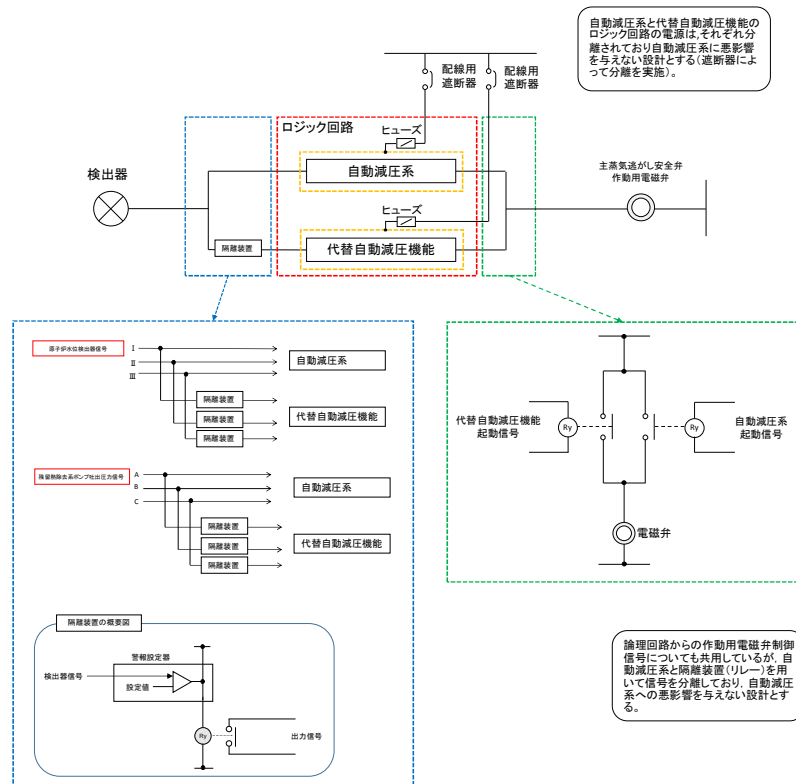 自動減圧系と代替自動減圧機能の
ロジック回路の電源は,それぞれ分
離されており自動減圧系に悪影響
を与えない設計とする(遮断器によ
って分離を実施)。
配線用
遮断器
配線用
遮断器
ロジック回路
ヒューズ
自動減圧系
検出器
主蒸気逃がし安全弁
作動用電磁弁
ヒューズ
隔離装置
代替自動減圧機能
原子炉水位検出器信号
Ⅰ
Ⅱ
Ⅲ
自動減圧系
隔離装置
隔離装置
隔離装置
代替自動減圧機能
残留熱除去系ポンプ吐出圧力信号
A
B
C
自動減圧系
隔離装置
隔離装置
隔離装置
代替自動減圧機能
代替自動減圧機能
起動信号
Ry
Ry
自動減圧系
起動信号
電磁弁
隔離装置の概要図
警報設定器
検出器信号
設定値
Ry
出力信号
論理回路からの作動用電磁弁制御
信号についても共用しているが, 自
動減圧系と隔離装置(リレー)を用
いて信号を分離しており, 自動減圧
系への悪影響を与えない設計とす
る。